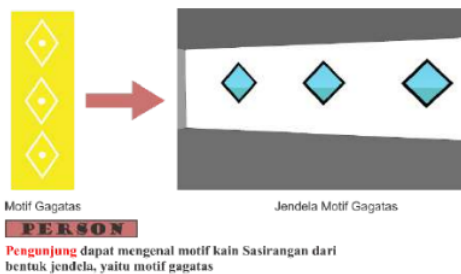 Motif Gagatas
Jendela Motif Gagatas
PERSON
Pengunjung dapat mengenal motif kain Sasirangan dari
bentuk jendela, yaitu motif gagatas